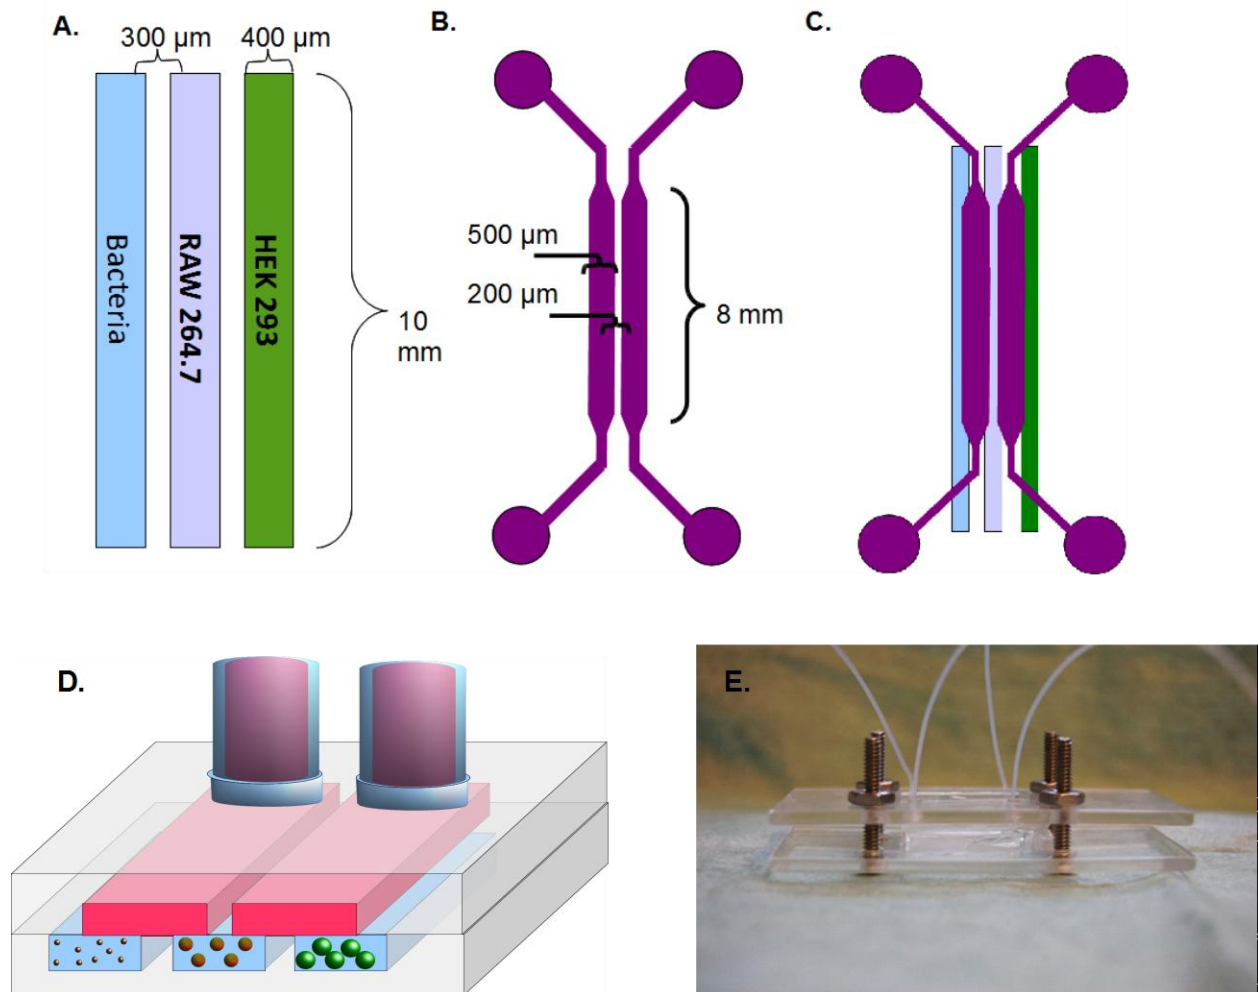 A.
300 µm
400 µm
Bacteria
RAW 264.7
HEK 293
10
mm
B.
500 µm
200 µm
8 mm
C.
D.
E.